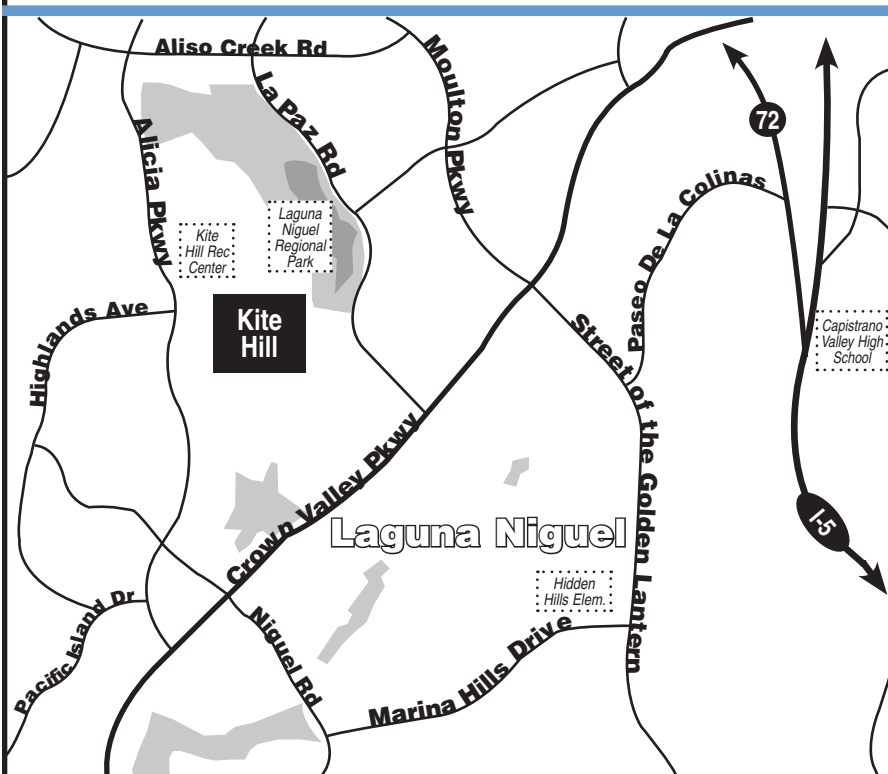 Aliso Creek Rd
Moulton Pkwy
La Paz Rd
72
Alicia Pkwy
Paseo De La Colinas
Kite
Hill Rec
Center
Laguna
Niguel
Regional
Park
Kite
Hill
Highlands Ave
Street of the Golden Lantern
Capistrano
Valley High
School
Crown Valley Pkwy
I-5
Laguna Niguel
Hidden
Hills Elem.
Pacific Island Dr
Niguel Rd
Marina Hills Drive